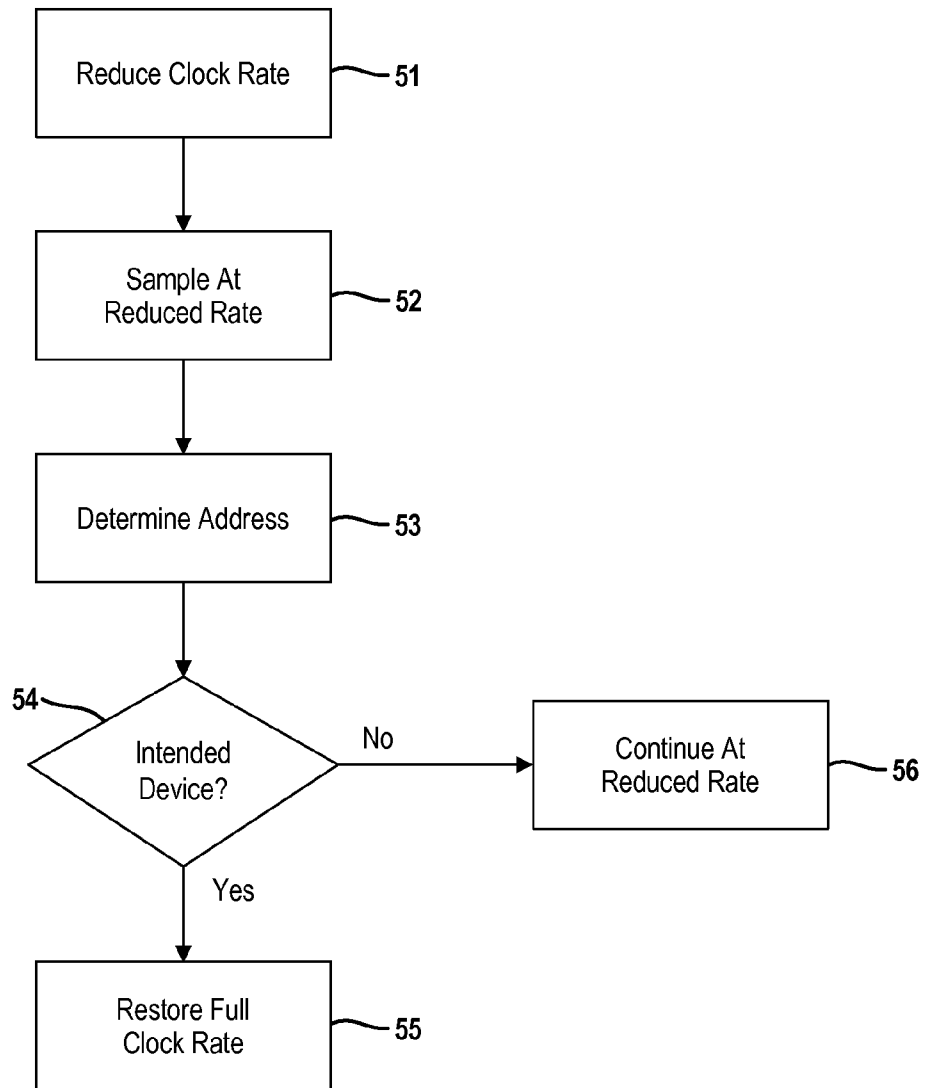 Reduce Clock Rate
51
Sample At
Reduced Rate
52
Determine Address
53
54
Intended
Device?
No
Continue At
Reduced Rate
56
Yes
Restore Full
Clock Rate
55